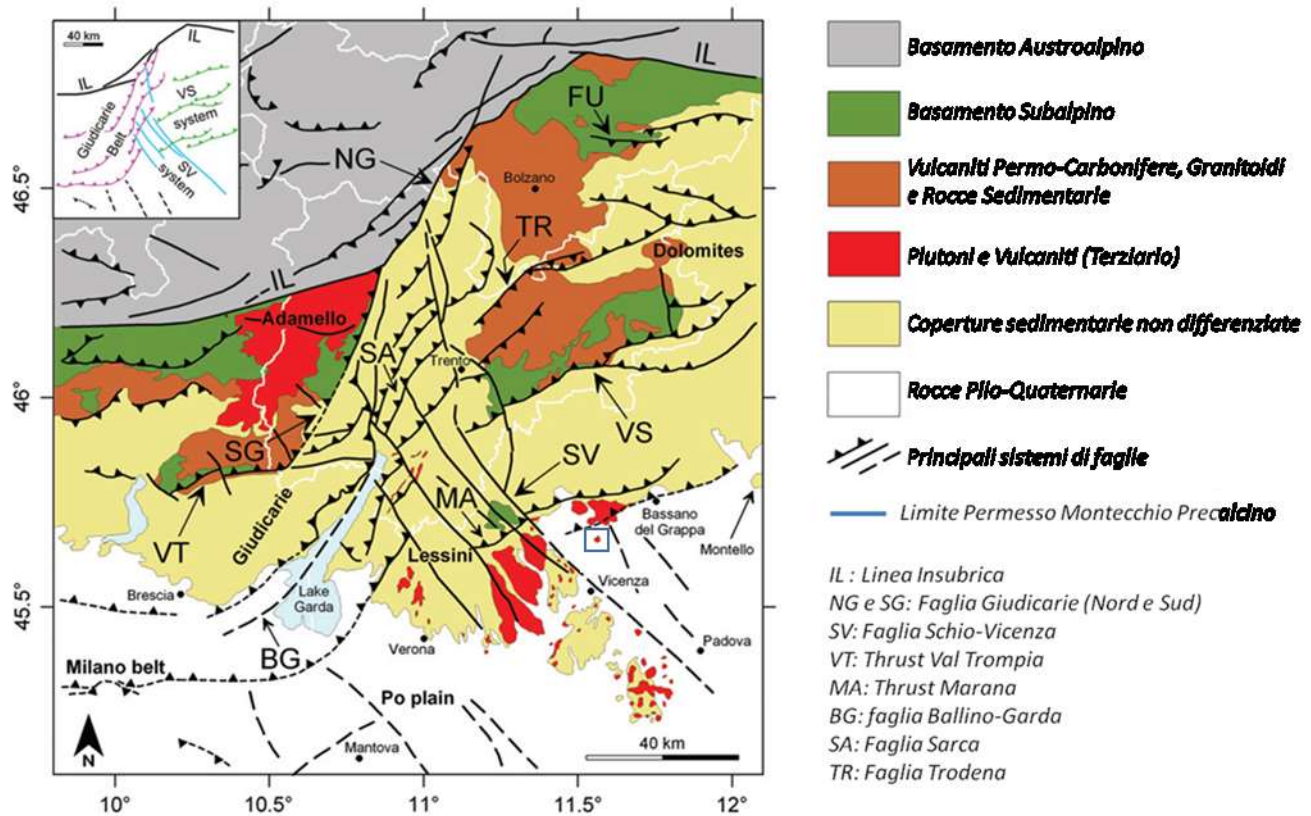 40 km
IL
IL
VS
system
Giudicarie
Belt
SV
system
IL
FU
NG
Bolzano
TR
Dolomites
IL
Adamello
SA
Trento
SG
VS
SV
MA
Bassano
del Grappa
Giudicarie
VT
Lessini
Montello
Brescia
Lake
Garda
Vicenza
Verona
Padova
BG
Milano belt
Po plain
Mantova
N
40 km
46.5°
46°
45.5°
10°
10.5°
11°
11.5°
12°
Basamento Austroalpino
Basamento Subalpino
Vulcaniti Permo-Carbonifere, Granitoidi
e Rocce Sedimentarie
Plutoni e Vulcaniti (Terziario)
Coperture sedimentarie non differenziate
Rocce Plio-Quaternarie
Principali sistemi di faglie
Limite Permesso Montecchio Precalcino
IL : Linea Insubrica
NG e SG: Faglia Giudicarie (Nord e Sud)
SV: Faglia Schio-Vicenza
VT: Thrust Val Trompia
MA: Thrust Marana
BG: faglia Ballino-Garda
SA: Faglia Sarca
TR: Faglia Trodena